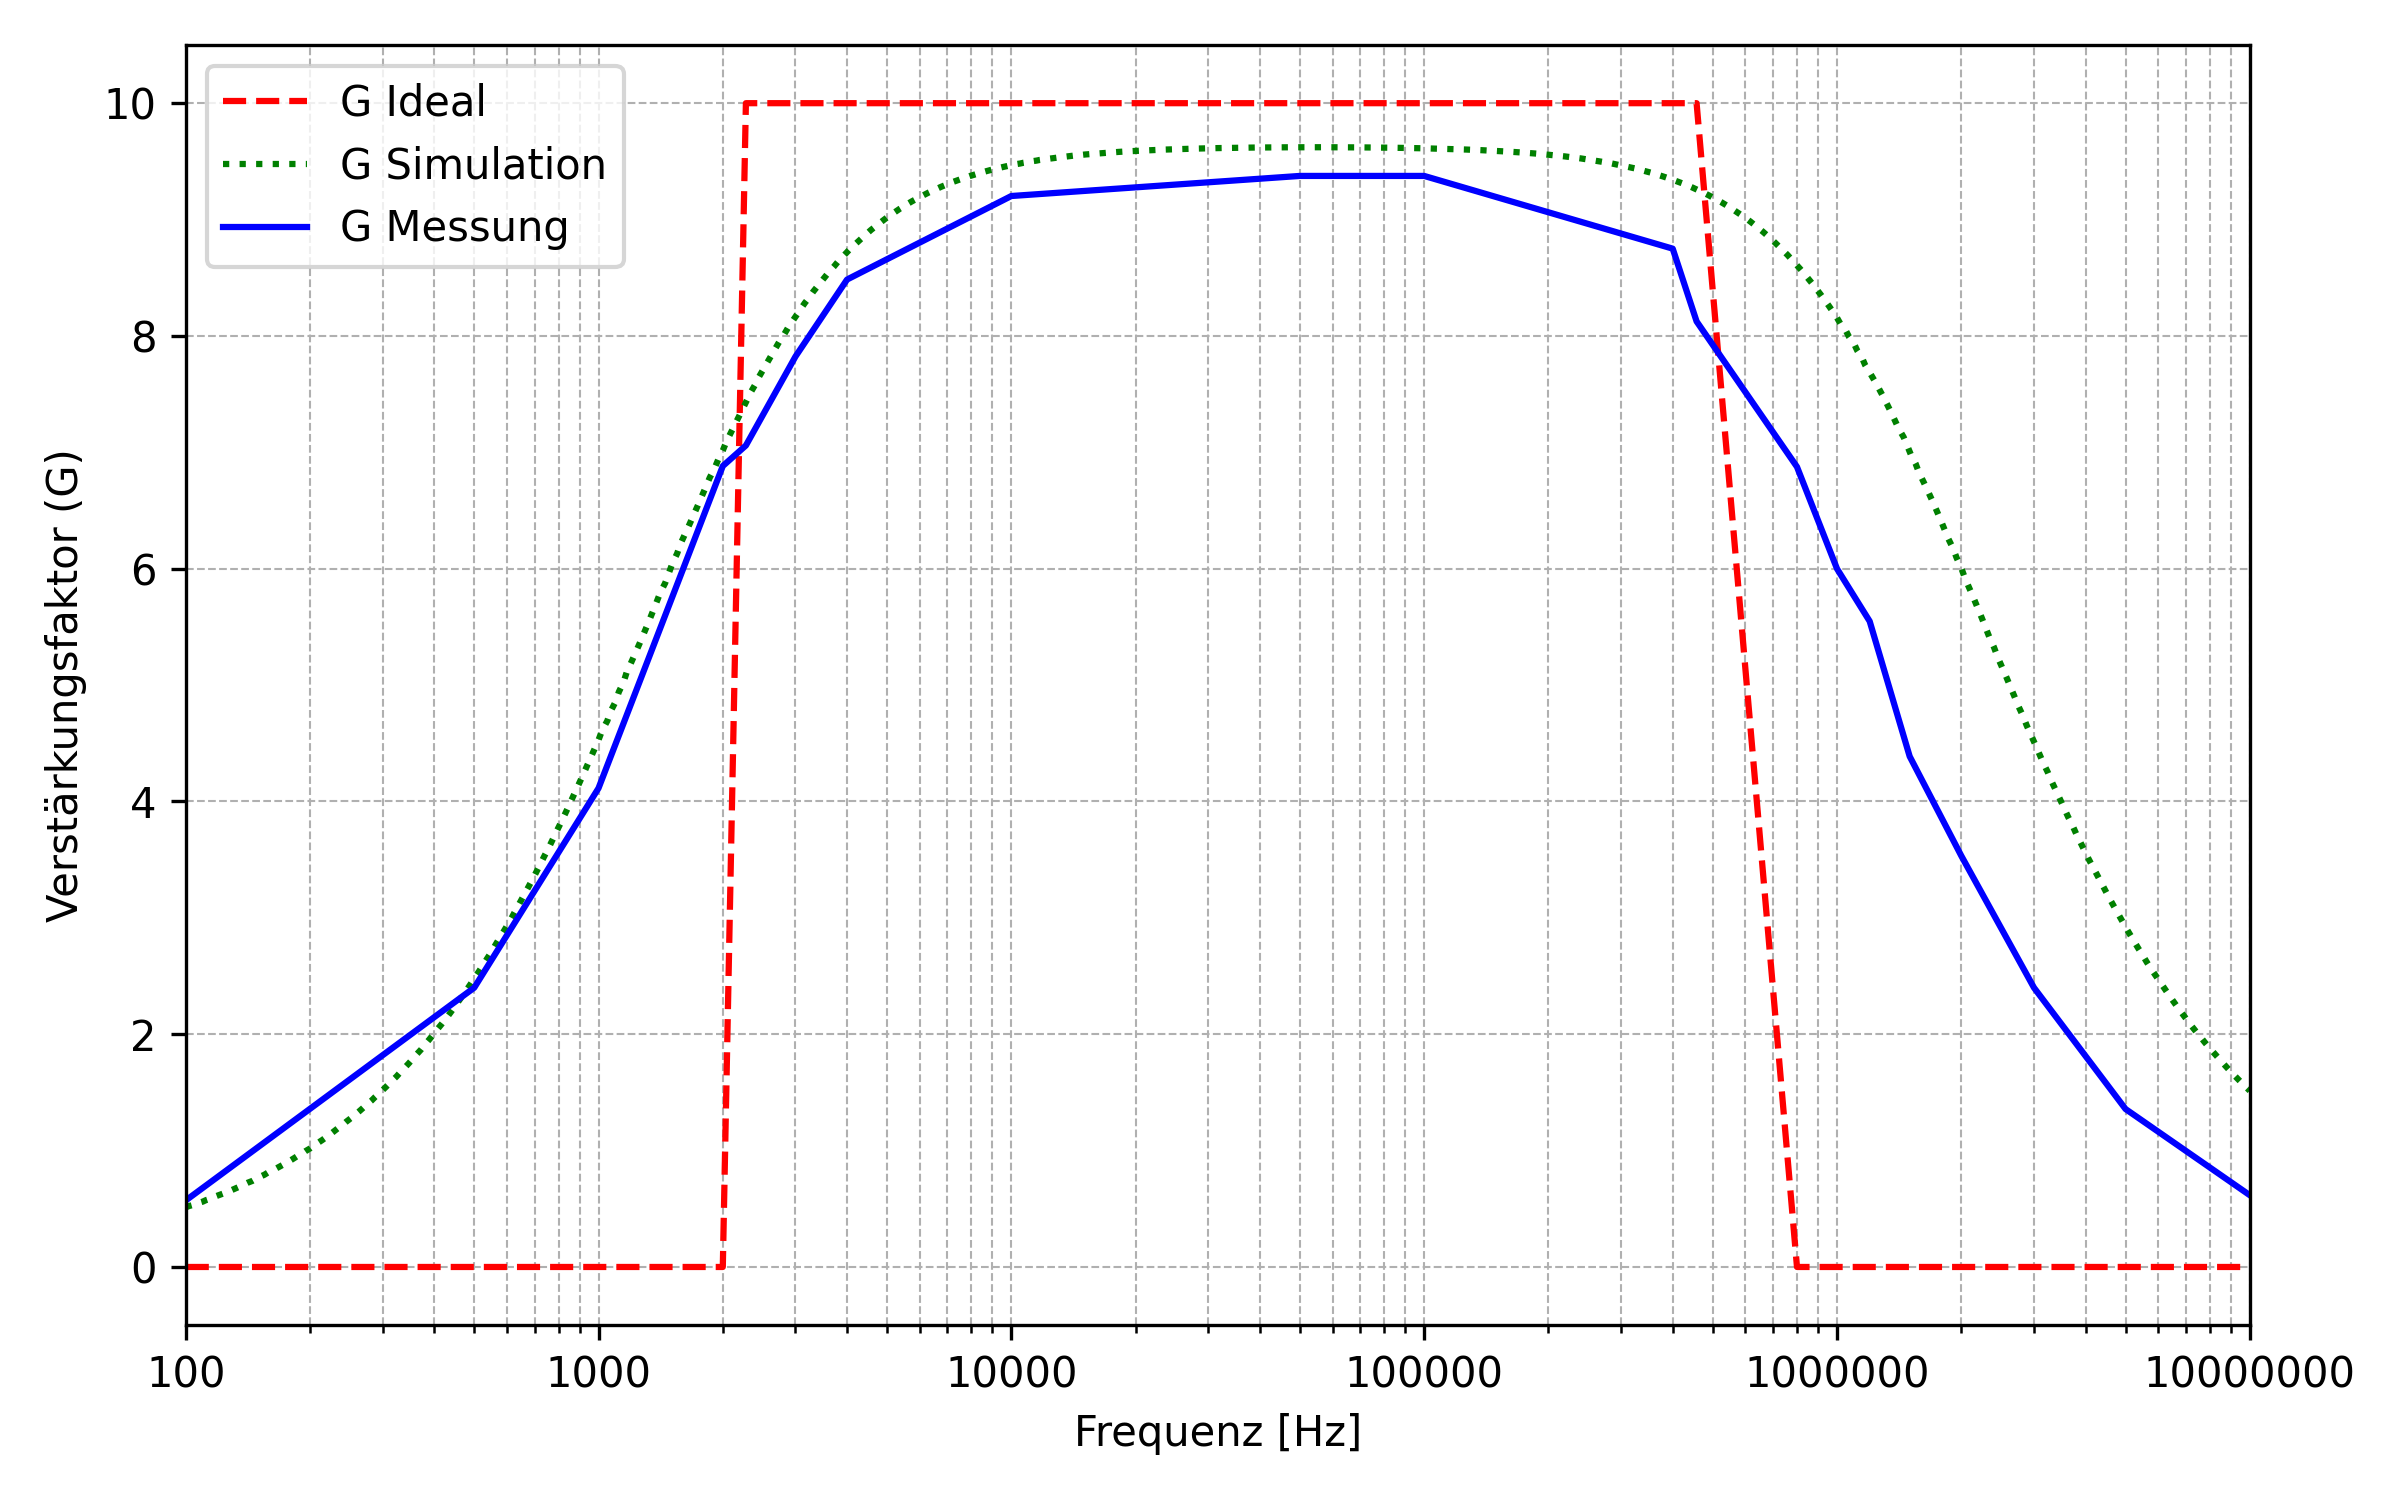 G Ideal
G Simulation
G Messung
Verstärkungsfaktor (G)
10
8
6
4
2
0
100 1000 10000 100000 1000000 10000000
Frequenz [Hz]